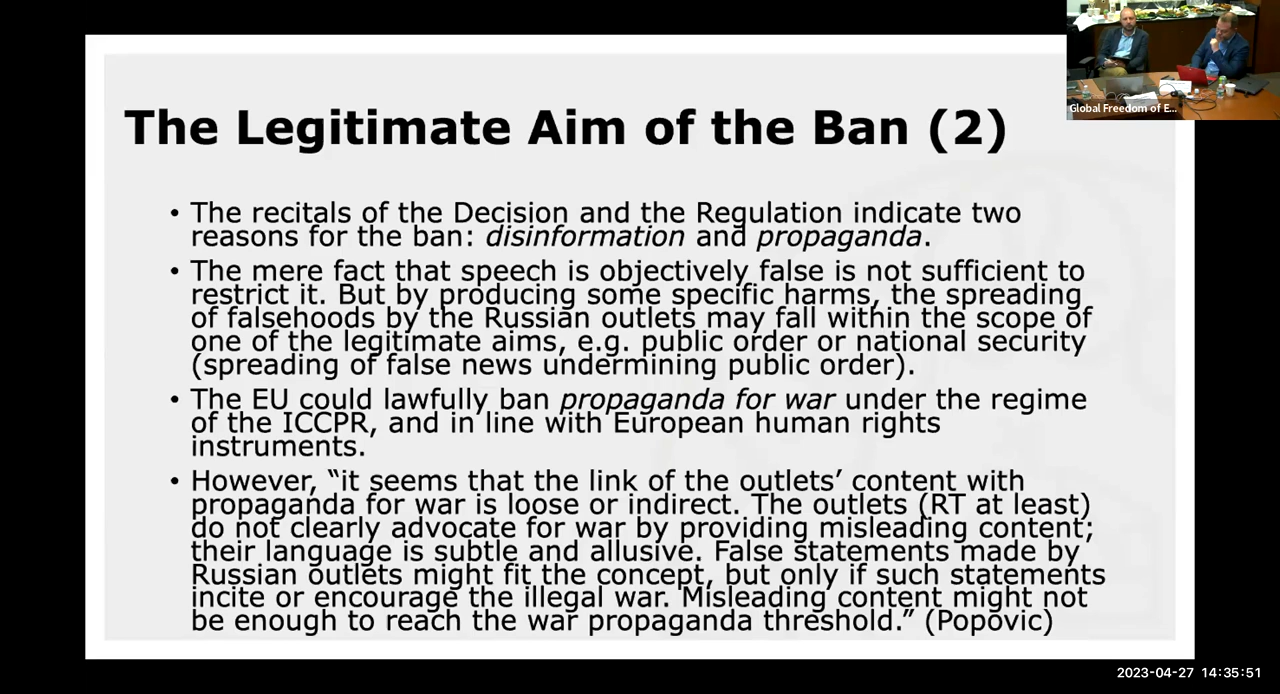 Global Freedom of E...
The Legitimate Aim of the Ban (2)
• The recitals of the Decision and the Regulation indicate two
reasons for the ban: disinformation and propaganda.
• The mere fact that speech is objectively false is not sufficient to
restrict it. But by producing some specific harms, the spreading
of falsehoods by the Russian outlets may fall within the scope of
one of the legitimate aims, e.g. public order or national security
(spreading of false news undermining public order).
• The EU could lawfully ban propaganda for war under the regime
of the ICCPR, and in line with European human rights
instruments.
• However, “it seems that the link of the outlets’ content with
propaganda for war is loose or indirect. The outlets (RT at least)
do not clearly advocate for war by providing misleading content;
their language is subtle and allusive. False statements made by
Russian outlets might fit the concept, but only if such statements
incite or encourage the illegal war. Misleading content might not
be enough to reach the war propaganda threshold.” (Popovic)
2023-04-27 14:35:51